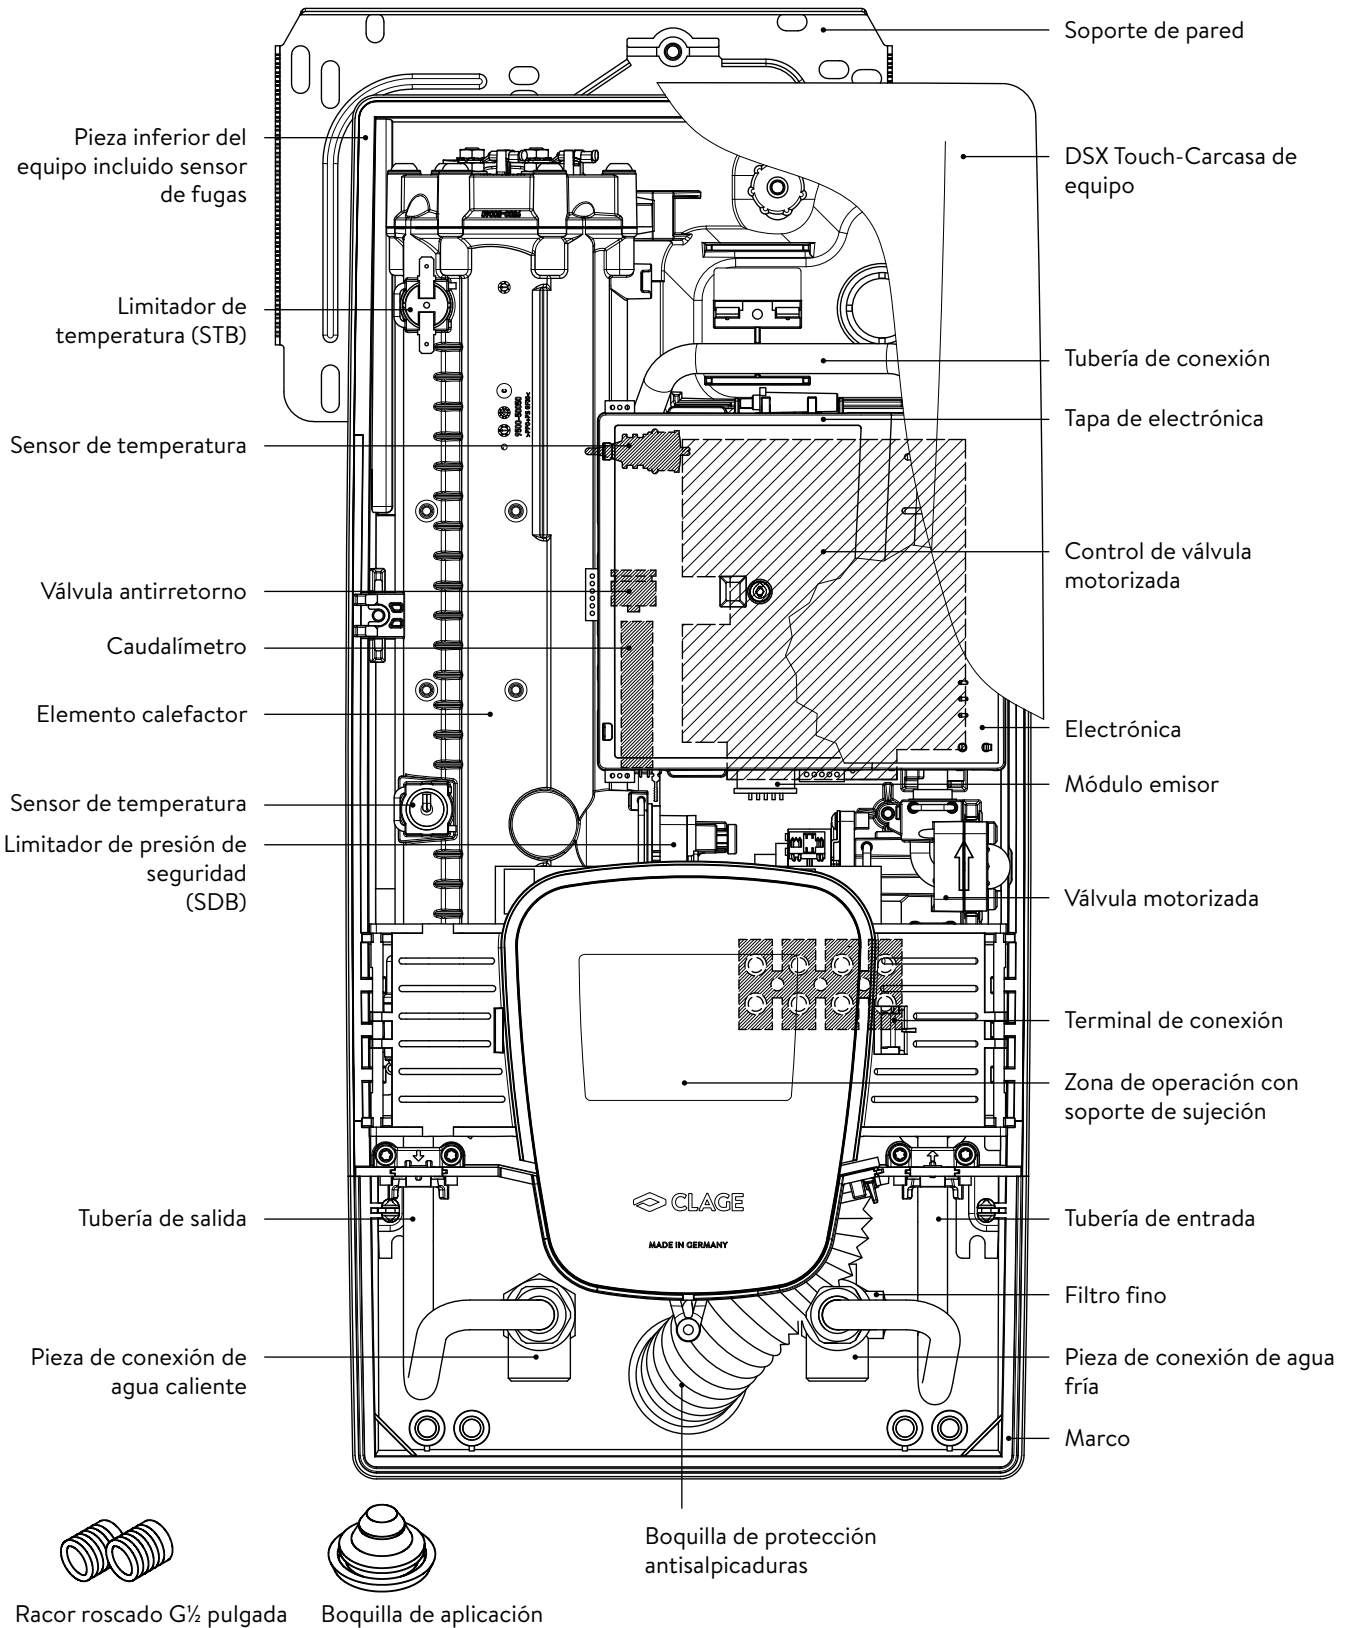 Soporte de pared
Pieza inferior del
equipo incluido sensor
de fugas
DSX Touch-Carcasa de
equipo
Limitador de
temperatura (STB)
Tubería de conexión
Tapa de electrónica
Sensor de temperatura
Control de válvula
motorizada
Válvula antirretorno
Caudalímetro
Elemento calefactor
Electrónica
Módulo emisor
Sensor de temperatura
Limitador de presión de
seguridad
(SDB)
Válvula motorizada
Terminal de conexión
Zona de operación con
soporte de sujeción
CLAGE
MADE IN GERMANY
Tubería de salida
Tubería de entrada
Filtro fino
Pieza de conexión de
agua caliente
Pieza de conexión de agua
fría
Marco
Boquilla de protección
antisalpicaduras
Racor roscado G½ pulgada
Boquilla de aplicación